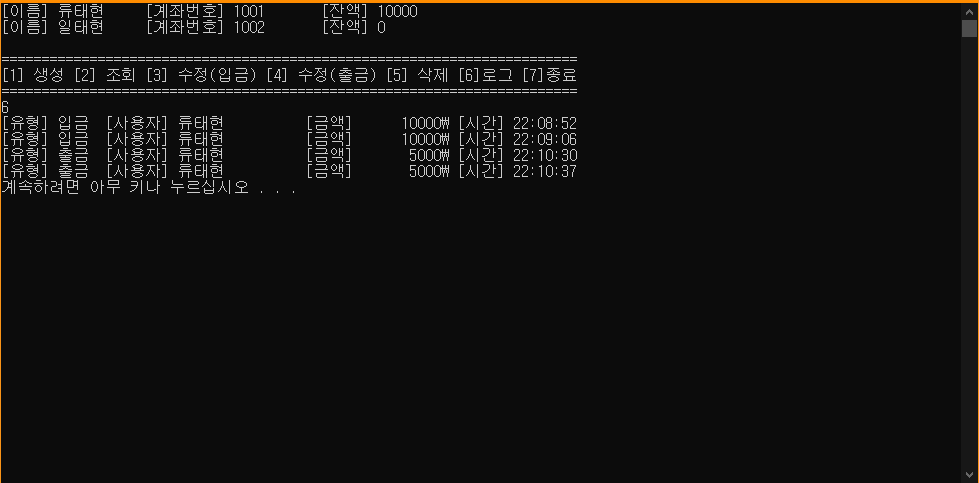 [이름] 류태현 [계좌번호] 1001 [잔액] 10000
[이름] 일태현 [계좌번호] 1002 [잔액] 0
========================================================================
[1] 생성 [2] 조회 [3] 수정(입금) [4] 수정(출금) [5] 삭제 [6]로그 [7]종료
========================================================================
6
[유형] 입금 [사용자] 류태현 [금액] 10000₩ [시간] 22:08:52
[유형] 입금 [사용자] 류태현 [금액] 10000₩ [시간] 22:09:06
[유형] 출금 [사용자] 류태현 [금액] 5000₩ [시간] 22:10:30
[유형] 출금 [사용자] 류태현 [금액] 5000₩ [시간] 22:10:37
계속하려면 아무 키나 누르십시오 . . .